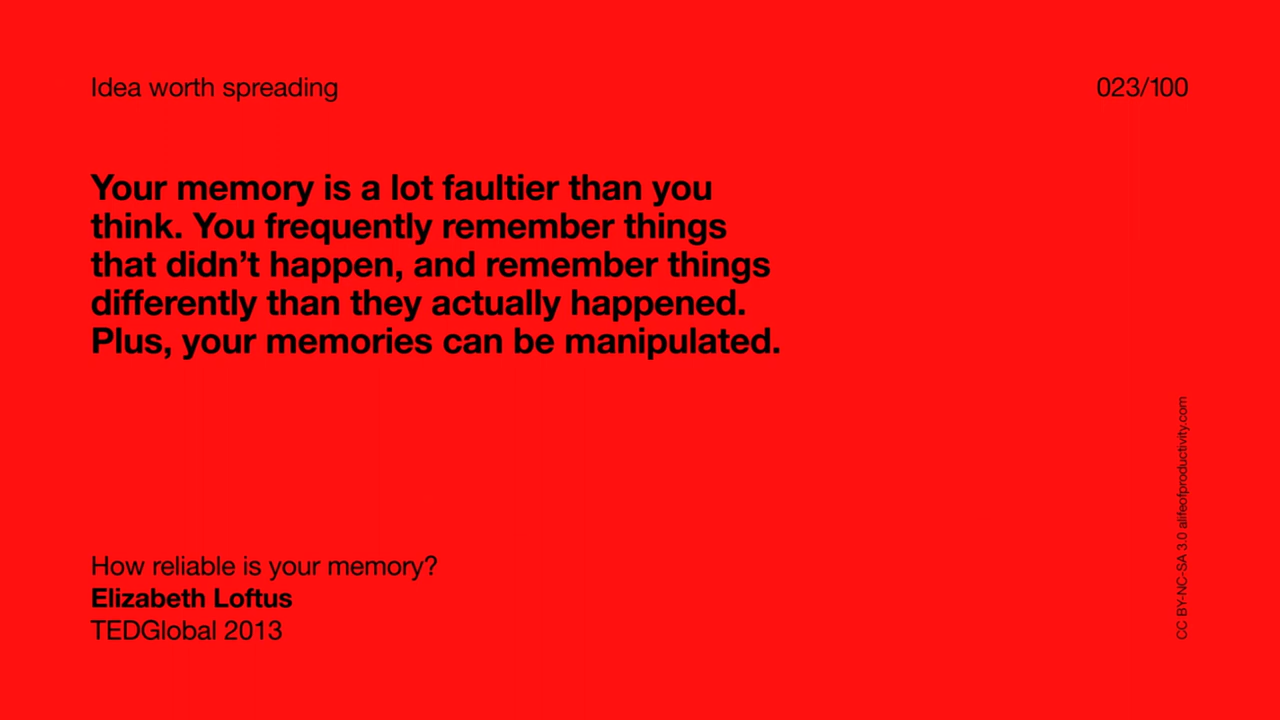 Idea worth spreading
023/100
Your memory is a lot faultier than you
think. You frequently remember things
that didn’t happen, and remember things
differently than they actually happened.
Plus, your memories can be manipulated.
How reliable is your memory?
Elizabeth Loftus
TEDGlobal 2013
CC BY-NC-SA 3.0 alifeofproductivity.com